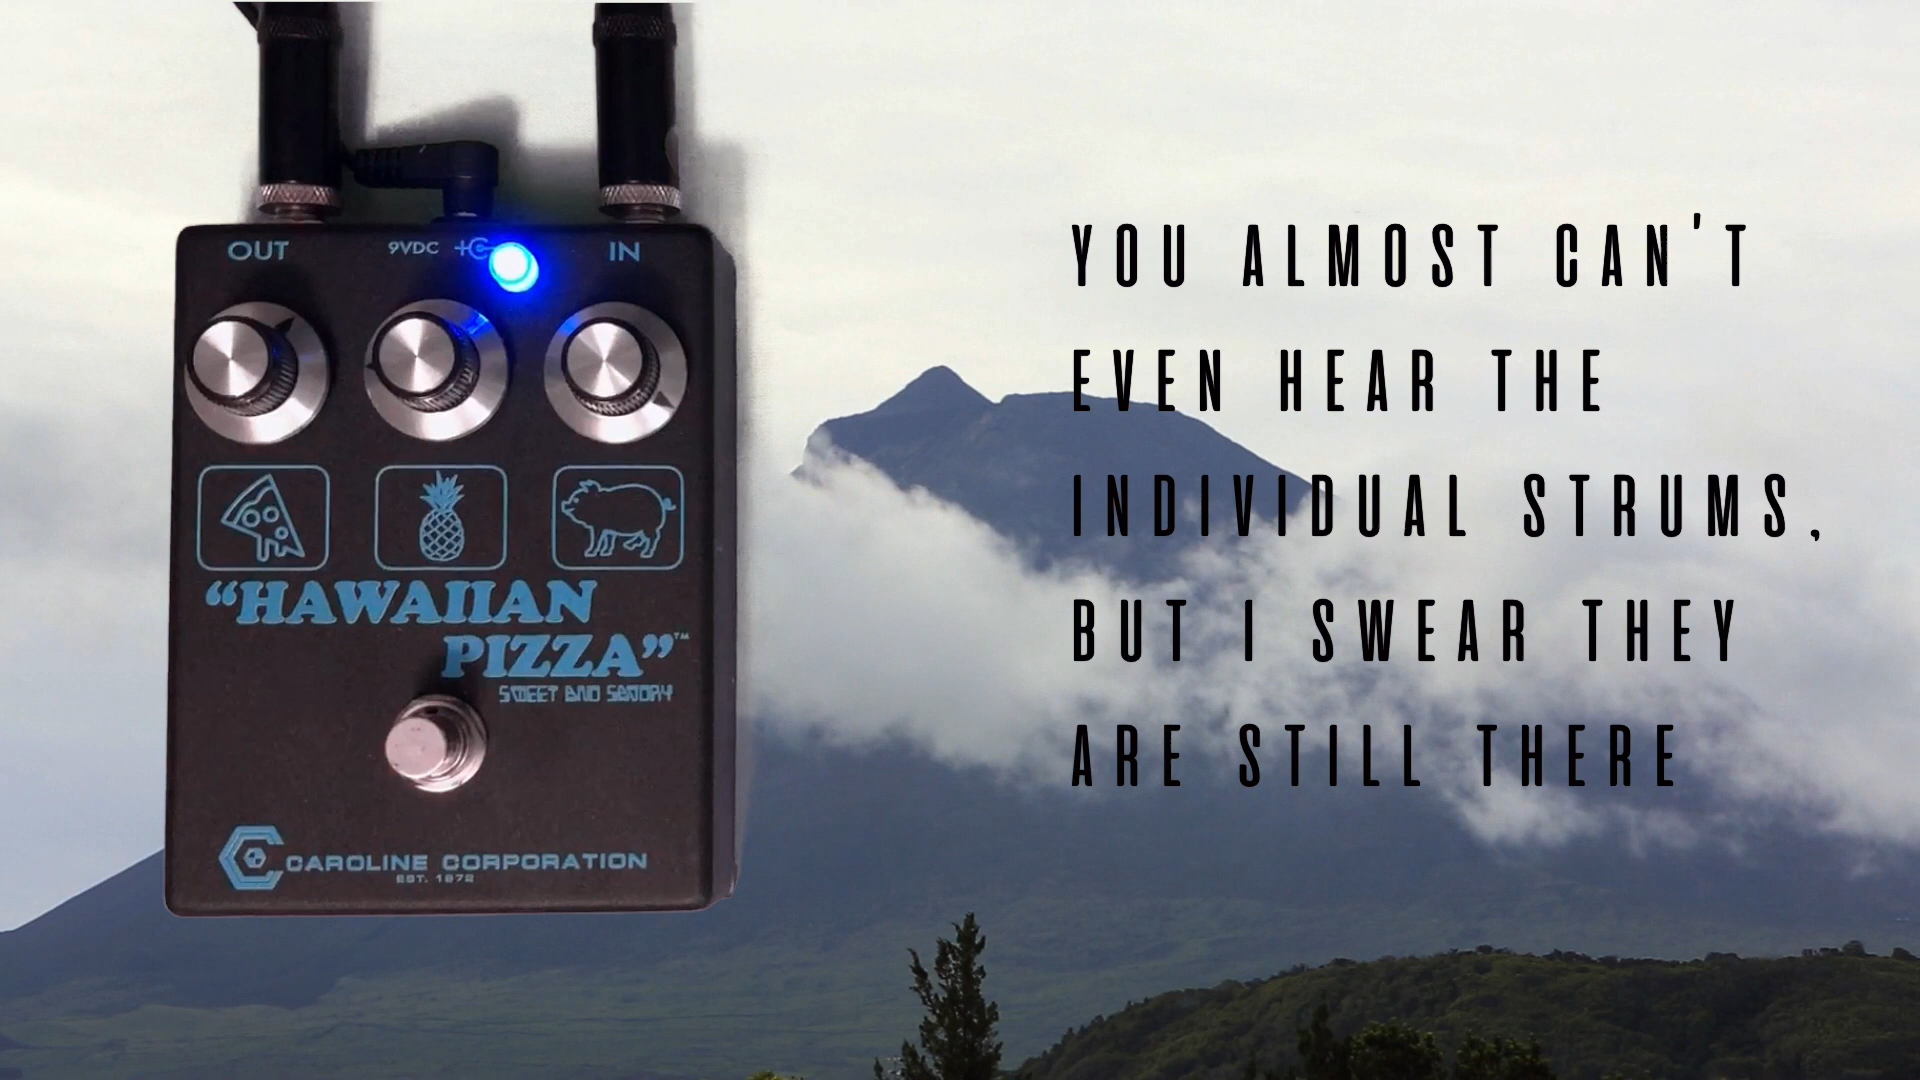 OUT 9VDC IN
“HAWAIIAN
PIZZA”™
SWEET AND SAVORY
CAROLINE CORPORATION
EST. 1972
YOU ALMOST CAN'T
EVEN HEAR THE
INDIVIDUAL STRUMS,
BUT I SWEAR THEY
ARE STILL THERE